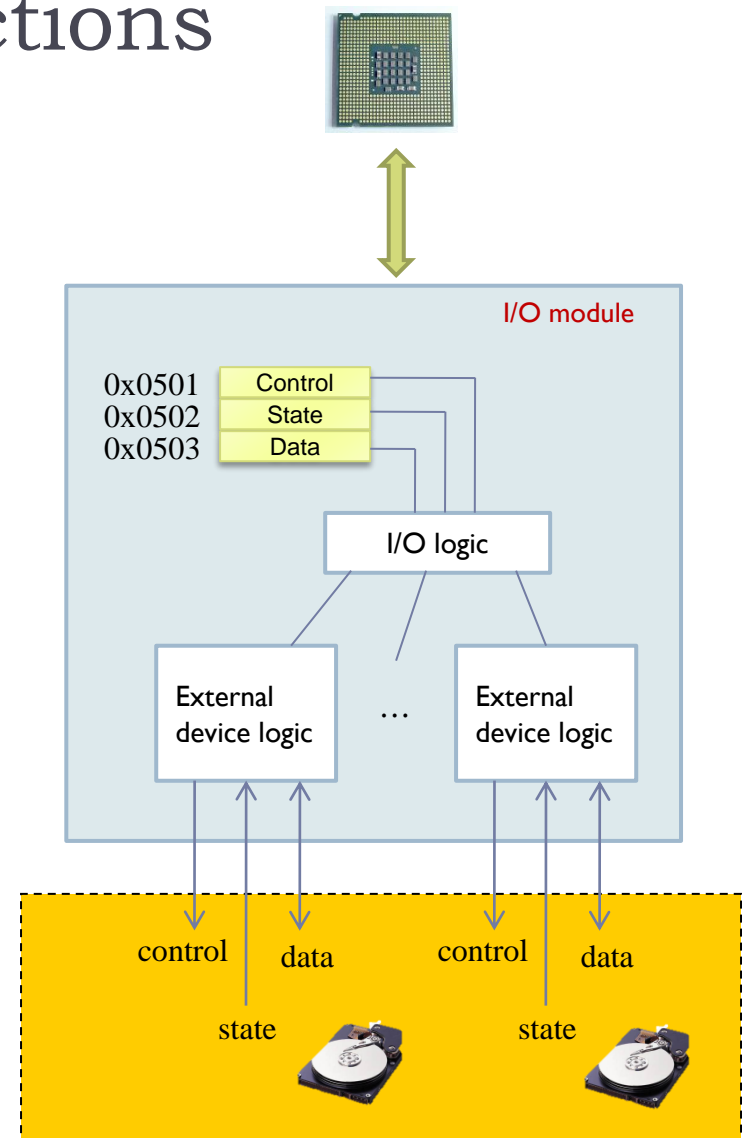 ctions
I/O module
0x0501 Control
0x0502 State
0x0503 Data
I/O logic
External
device logic
...
External
device logic
control data control data
state state